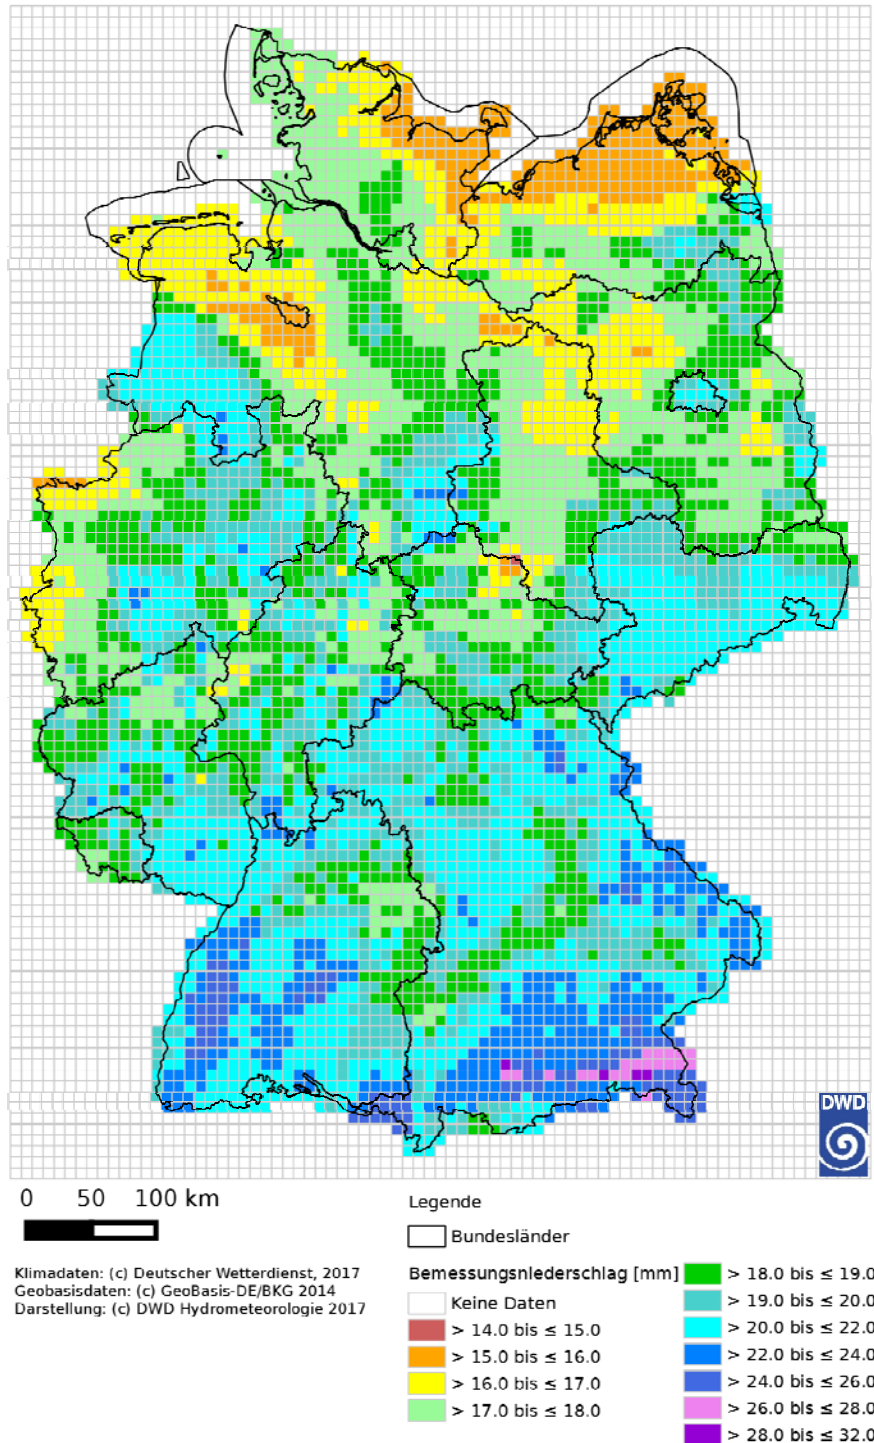 DWD
0 50 100 km
Klimadaten: (c) Deutscher Wetterdienst, 2017
Geobasisdaten: (c) GeoBasis-DE/BKG 2014
Darstellung: (c) DWD Hydrometeorologie 2017
Legende
Bundesländer
Bemessungsniederschlag [mm]
Keine Daten
> 14.0 bis ≤ 15.0
> 15.0 bis ≤ 16.0
> 16.0 bis ≤ 17.0
> 17.0 bis ≤ 18.0
> 18.0 bis ≤ 19.0
> 19.0 bis ≤ 20.0
> 20.0 bis ≤ 22.0
> 22.0 bis ≤ 24.0
> 24.0 bis ≤ 26.0
> 26.0 bis ≤ 28.0
> 28.0 bis ≤ 32.0